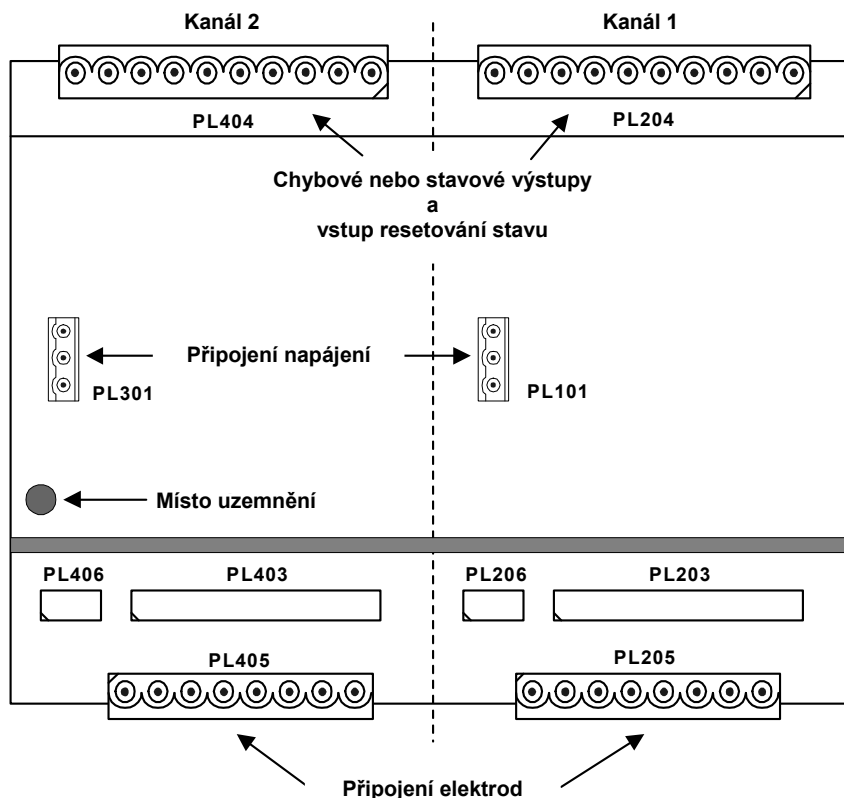 Kanál 2
Kanál 1
PL404
PL204
Chybové nebo stavové výstupy
a
vstup resetování stavu
Připojení napájení
PL301
PL101
Místo uzemnění
PL406
PL403
PL206
PL203
PL405
PL205
Připojení elektrod